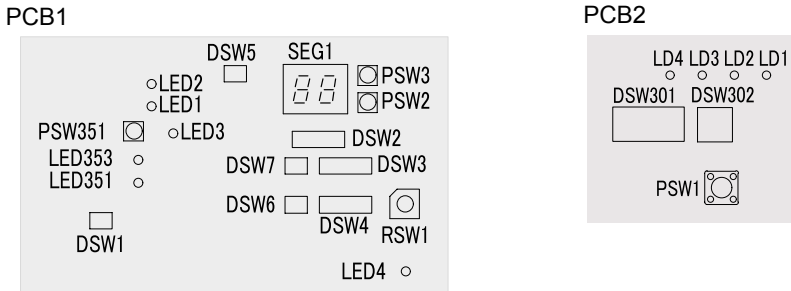 PCB1
DSW5
SEG1
LED2
LED1
PSW3
PSW2
PSW351
LED3
DSW2
LED353
LED351
DSW7
DSW3
DSW6
DSW4
RSW1
DSW1
LED4
PCB2
LD4 LD3 LD2 LD1
DSW301 DSW302
PSW1